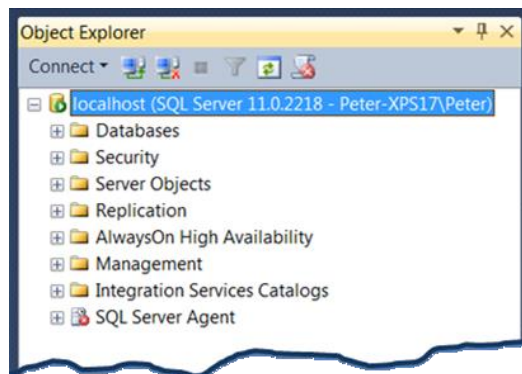 Object Explorer
Connect
localhost (SQL Server 11.0.2218 - Peter-XPS17\Peter)
Databases
Security
Server Objects
Replication
AlwaysOn High Availability
Management
Integration Services Catalogs
SQL Server Agent